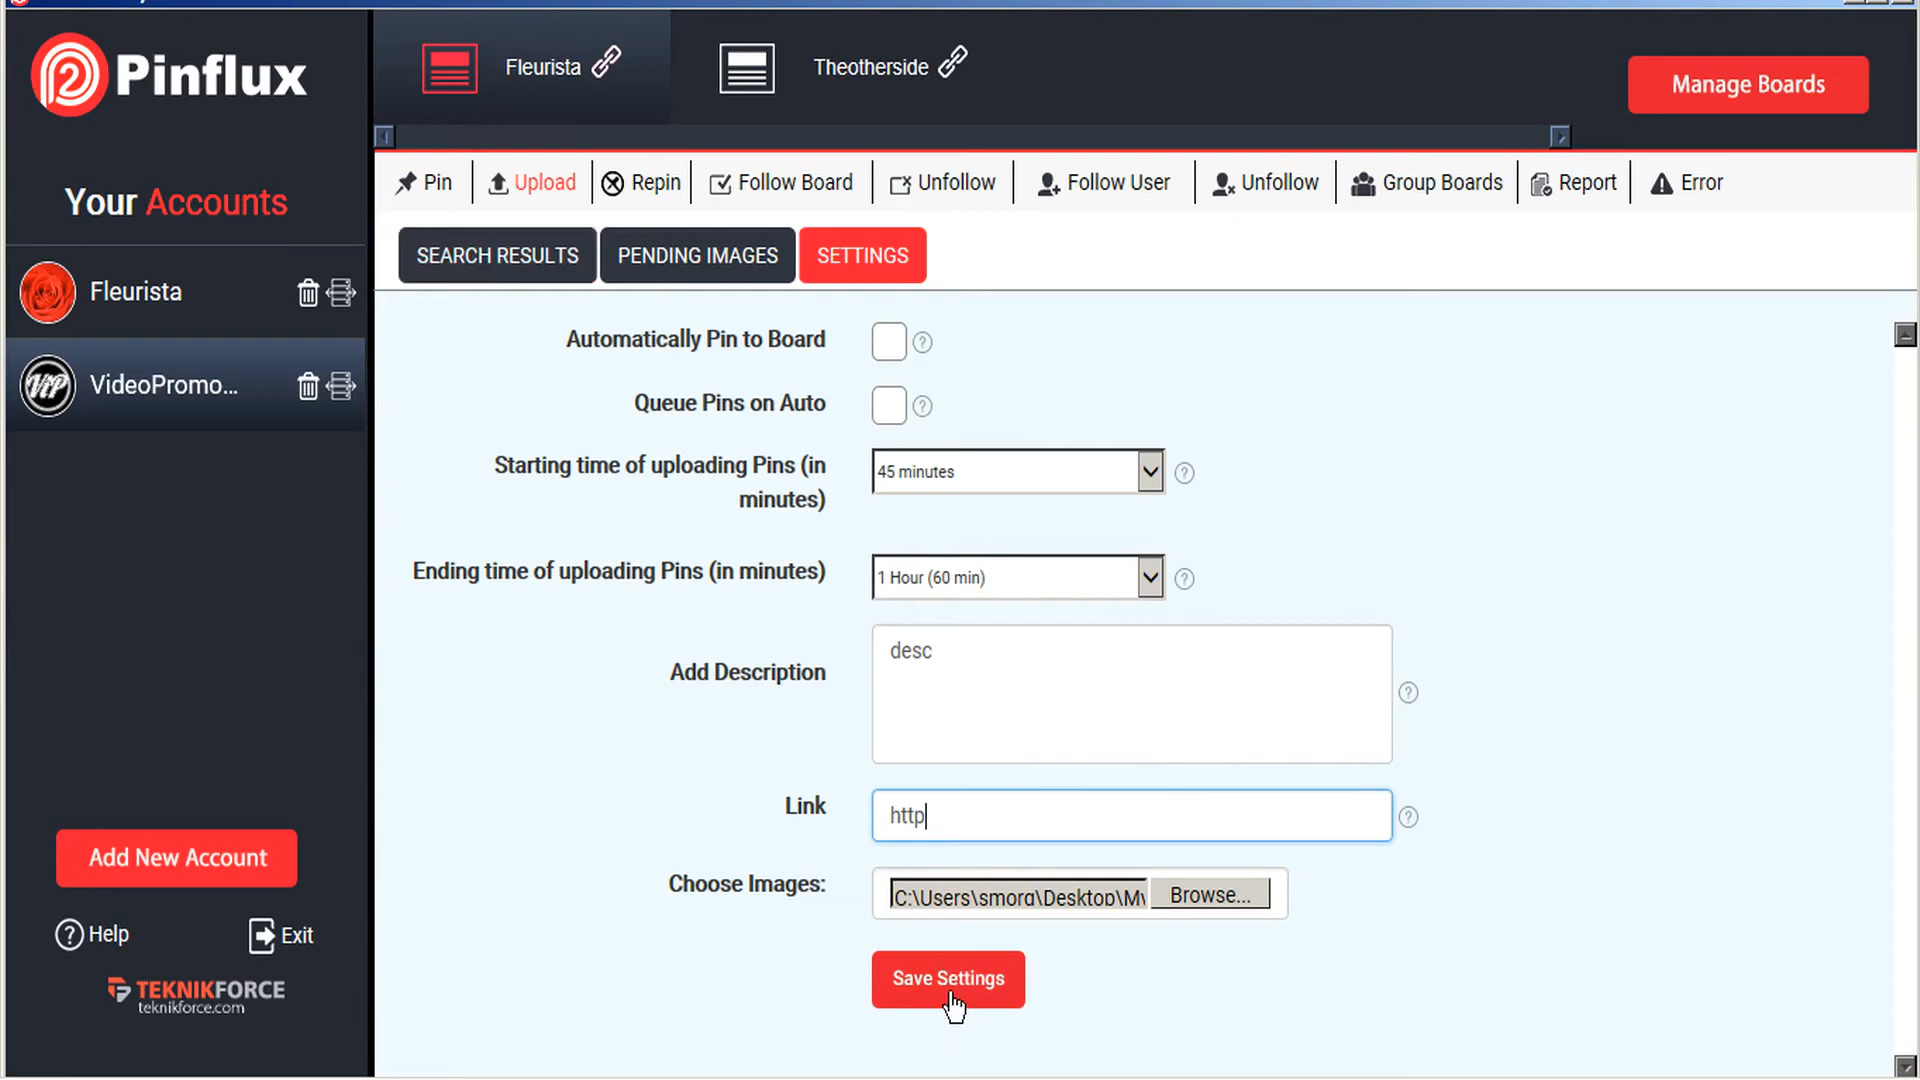 Pinflux
Fleurista
Theotherside
Manage Boards
Your Accounts
Pin
Upload
Repin
Follow Board
Unfollow
Follow User
Unfollow
Group Boards
Report
Error
SEARCH RESULTS
PENDING IMAGES
SETTINGS
Fleurista
VideoPromo...
Automatically Pin to Board
Queue Pins on Auto
Starting time of uploading Pins (in
minutes)
45 minutes
Ending time of uploading Pins (in minutes)
1 Hour (60 min)
Add Description
desc
Link
http
Choose Images:
C:\Users\smorg\Desktop\My
Browse...
Save Settings
Add New Account
Help
Exit
TEKNIKFORCE
teknikforce.com